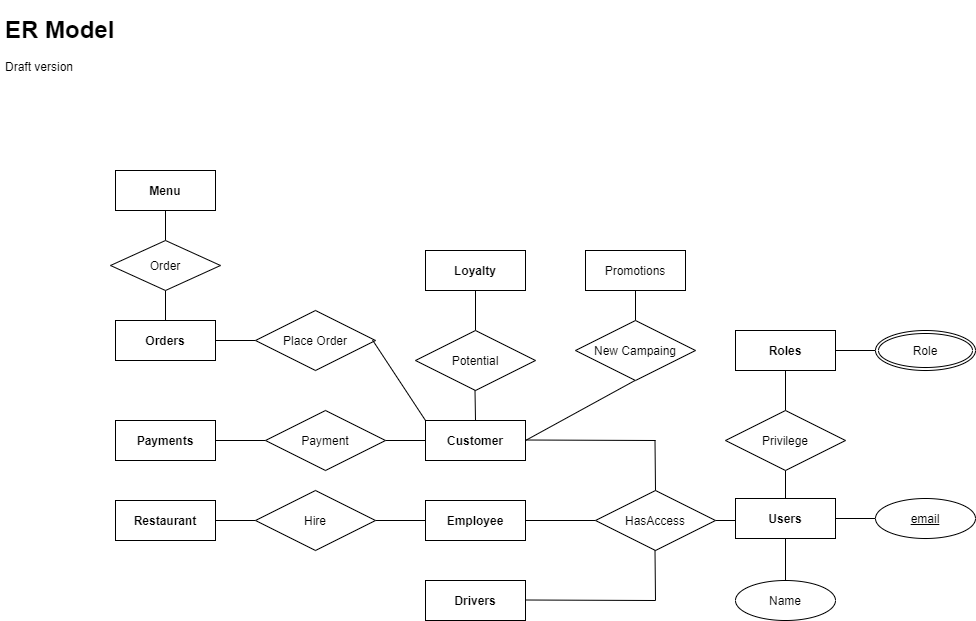 ER Model
Draft version
Menu
Order
Loyalty
Promotions
Orders
Place Order
Potential
New Campaing
Roles
Role
Payments
Payment
Customer
Privilege
Restaurant
Hire
Employee
HasAccess
Users
email
Drivers
Name